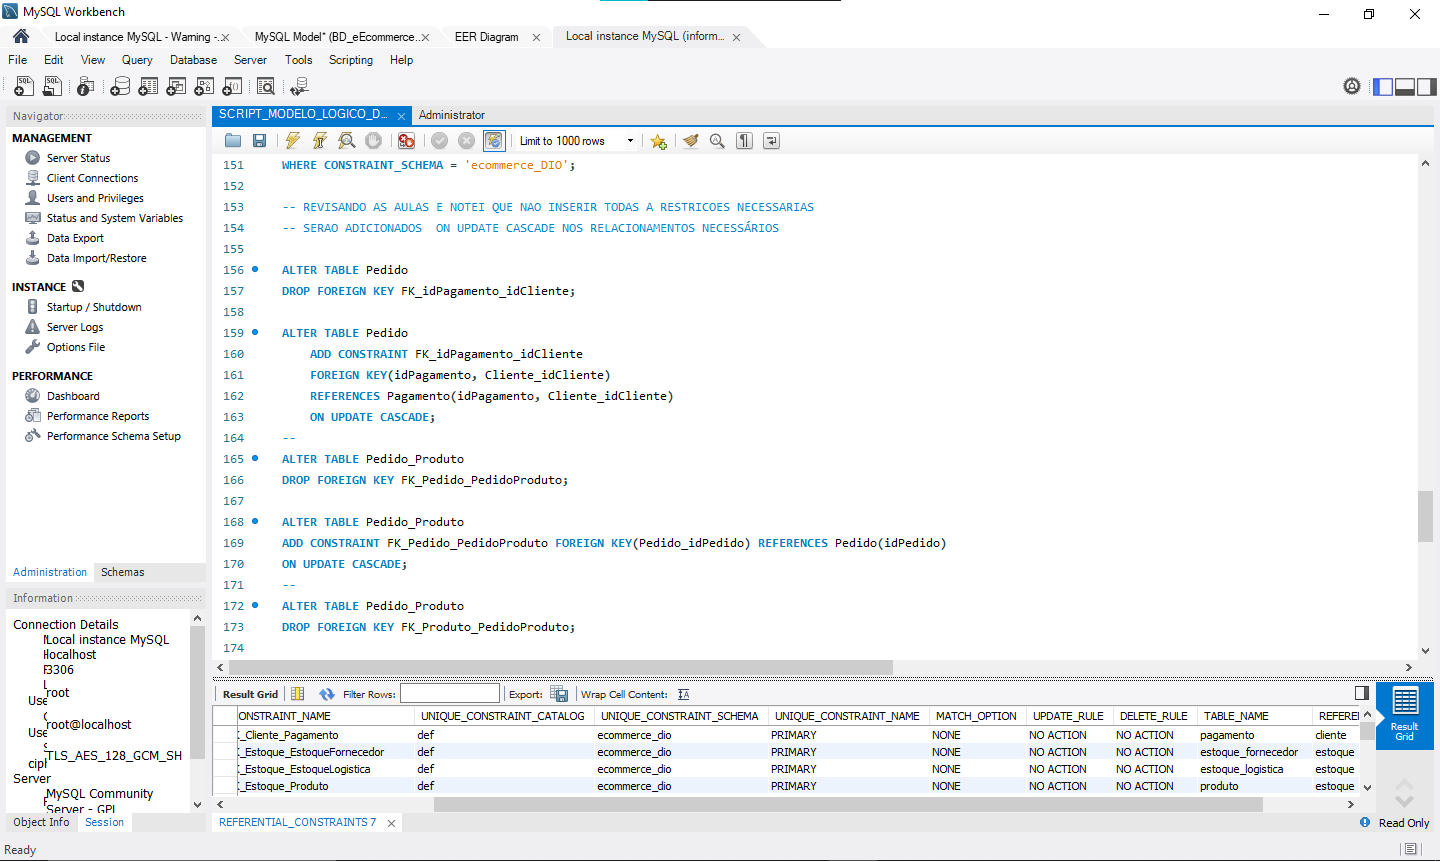 MySQL Workbench
Local instance MySQL - Warning -...
MySQL Model* (BD_eEcommerce...
EER Diagram
Local instance MySQL (inform...
File Edit View Query Database Server Tools Scripting Help
Navigator
MANAGEMENT
Server Status
Client Connections
Users and Privileges
Status and System Variables
Data Export
Data Import/Restore
INSTANCE
Startup / Shutdown
Server Logs
Options File
PERFORMANCE
Dashboard
Performance Reports
Performance Schema Setup
Administration Schemas
Information
Connection Details
Local instance MySQL
localhost
3306
root
Use
root@localhost
Use
TLS_AES_128_GCM_SH
ciph
Server
MySQL Community
Server - GPL
Object Info Session
SCRIPT_MODELO_LOGICO_D... Administrator
Limit to 1000 rows
151 WHERE CONSTRAINT_SCHEMA = 'ecommerce_DIO';
152
153 -- REVISANDO AS AULAS E NOTEI QUE NAO INSERIR TODAS A RESTRICOES NECESSARIAS
154 -- SERAO ADICIONADOS  ON UPDATE CASCADE NOS RELACIONAMENTOS NECESSÁRIOS
155
156 ALTER TABLE Pedido
157 DROP FOREIGN KEY FK_idPagamento_idCliente;
158
159 ALTER TABLE Pedido
160 ADD CONSTRAINT FK_idPagamento_idCliente
161 FOREIGN KEY(idPagamento, Cliente_idCliente)
162 REFERENCES Pagamento(idPagamento, Cliente_idCliente)
163 ON UPDATE CASCADE;
164 --
165 ALTER TABLE Pedido_Produto
166 DROP FOREIGN KEY FK_Pedido_PedidoProduto;
167
168 ALTER TABLE Pedido_Produto
169 ADD CONSTRAINT FK_Pedido_PedidoProduto FOREIGN KEY(Pedido_idPedido) REFERENCES Pedido(idPedido)
170 ON UPDATE CASCADE;
171 --
172 ALTER TABLE Pedido_Produto
173 DROP FOREIGN KEY FK_Produto_PedidoProduto;
174
Result Grid Filter Rows: Export: Wrap Cell Content:
ONSTRAINT_NAME UNIQUE_CONSTRAINT_CATALOG UNIQUE_CONSTRAINT_SCHEMA UNIQUE_CONSTRAINT_NAME MATCH_OPTION UPDATE_RULE DELETE_RULE TABLE_NAME REFEREN
_Cliente_Pagamento def ecommerce_dio PRIMARY NONE NO ACTION NO ACTION pagamento cliente
_Estoque_EstoqueFornecedor def ecommerce_dio PRIMARY NONE NO ACTION NO ACTION estoque_fornecedor estoque
_Estoque_EstoqueLogistica def ecommerce_dio PRIMARY NONE NO ACTION NO ACTION estoque_logistica estoque
_Estoque_Produto def ecommerce_dio PRIMARY NONE NO ACTION NO ACTION produto estoque
Result
Grid
REFERENTIAL_CONSTRAINTS 7
Read Only
Ready